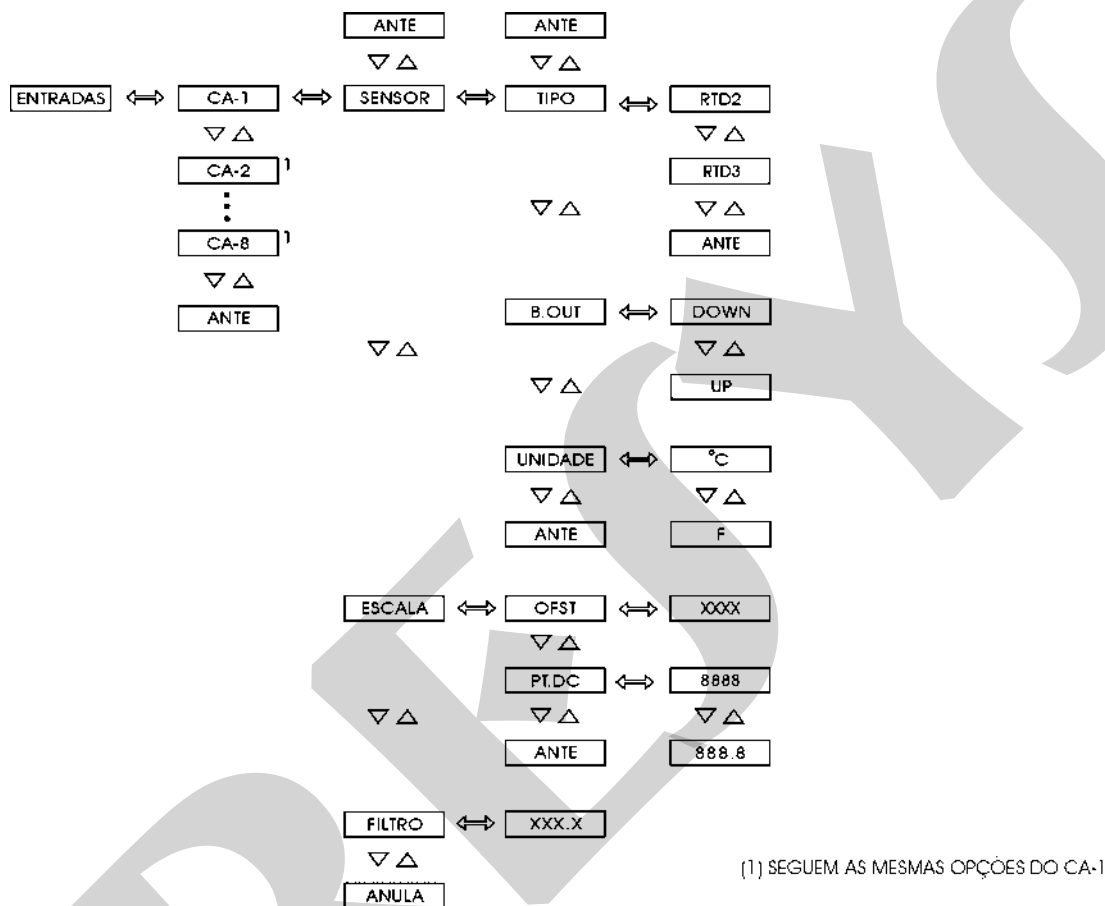 ANTE ANTE
ENTRADAS CA-1 SENSOR TIPO RTD2
CA-2 1 RTD3
CA-8 1 ANTE
ANTE B.OUT DOWN
UP
UNIDADE °C
ANTE F
ESCALA OFST XXXX
PT.DC 8888
ANTE 888.8
FILTRO XXX.X
(1) SEGUEM AS MESMAS OPÇÕES DO CA-1
ANULA
PRESYS